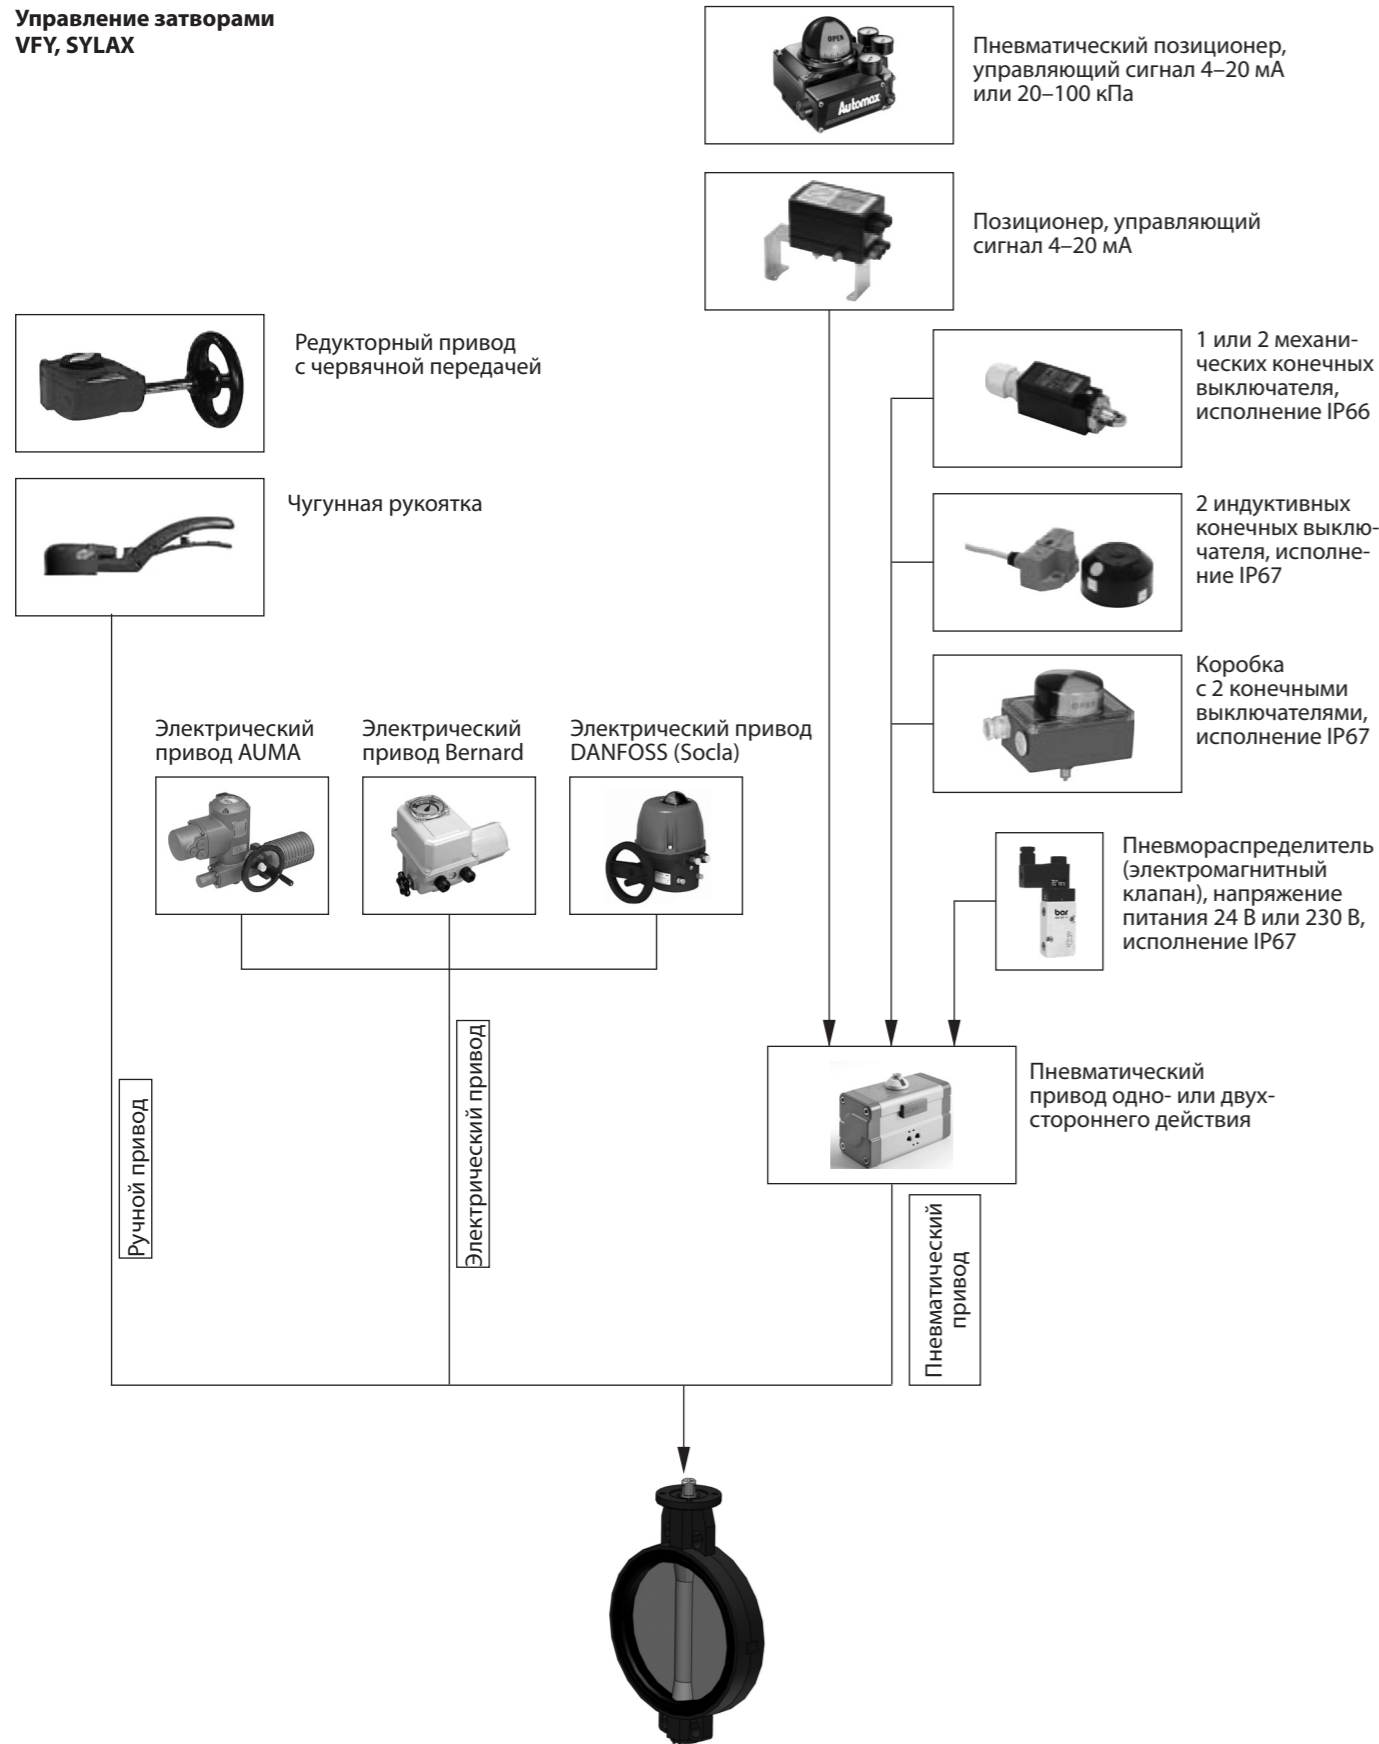 Управление затворами
VFY, SYLAX
OPEN
Automax
Пневматический позиционер,
управляющий сигнал 4–20 мА
или 20–100 кПа
Позиционер, управляющий
сигнал 4–20 мА
Редукторный привод
с червячной передачей
1 или 2 механи-
ческих конечных
выключателя,
исполнение IP66
Чугунная рукоятка
2 индуктивных
конечных выклю-
чателя, исполне-
ние IP67
Коробка
с 2 конечными
выключателями,
исполнение IP67
Электрический
привод AUMA
Электрический
привод Bernard
Электрический привод
DANFOSS (Socla)
bar
Пневмораспределитель
(электромагнитный
клапан), напряжение
питания 24 В или 230 В,
исполнение IP67
Ручной привод
Электрический привод
Пневматический
привод одно- или двух-
стороннего действия
Пневматический
привод